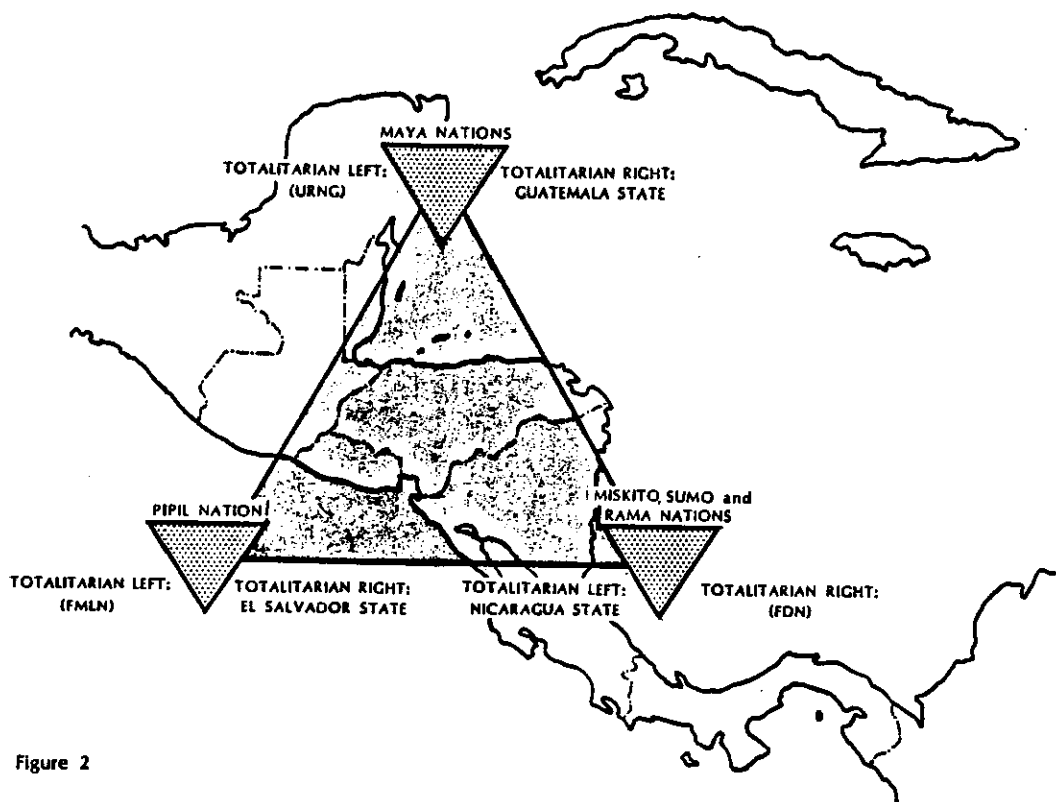 MAYA NATIONS
TOTALITARIAN LEFT:
(URNG)
TOTALITARIAN RIGHT:
GUATEMALA STATE
PIPIL NATION
MISKITO, SUMO and
RAMA NATIONS
TOTALITARIAN LEFT:
(FMLN)
TOTALITARIAN RIGHT:
EL SALVADOR STATE
TOTALITARIAN LEFT:
NICARAGUA STATE
TOTALITARIAN RIGHT:
(FDN)
Figure 2